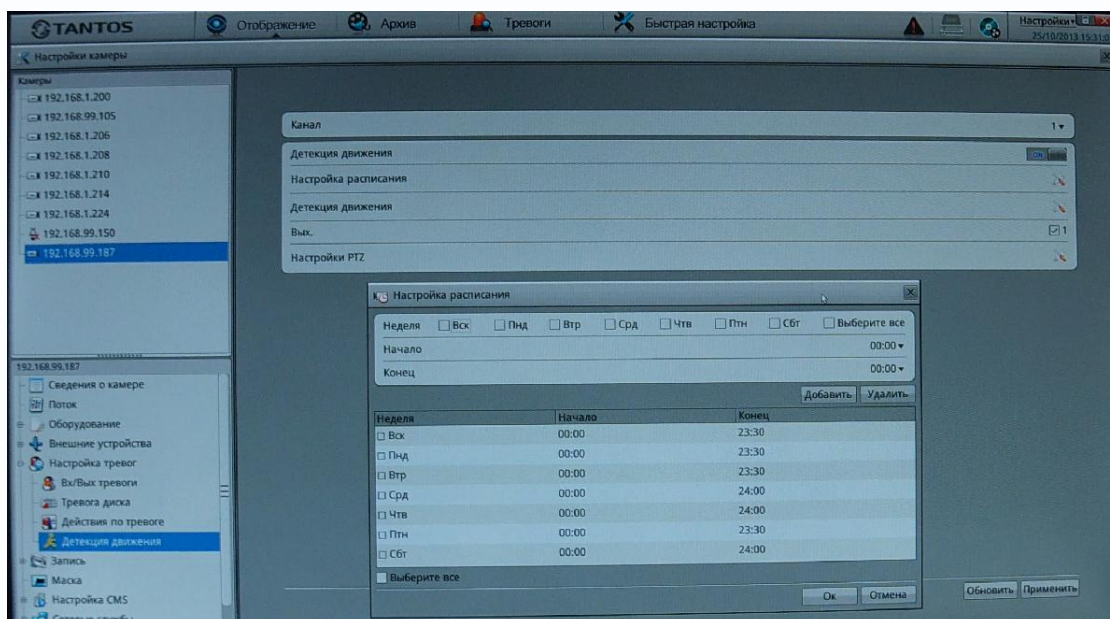 TANTOS
Отображение Архив Тревоги Быстрая настройка
Настройки
25/10/2013 15:31:0
Настройки камеры
Камеры
192.168.1.200
192.168.99.105
192.168.1.206
192.168.1.208
192.168.1.210
192.168.1.214
192.168.1.224
192.168.99.150
192.168.99.187
Канал 1
Детекция движения ON
Настройка расписания
Детекция движения
Вых. 1
Настройки PTZ
Настройка расписания
Неделя Вск Пнд Втр Срд Чтв Птн Сбт Выберите все
Начало 00:00
Конец 00:00
Добавить Удалить
Неделя Начало Конец
Вск 00:00 23:30
Пнд 00:00 23:30
Втр 00:00 23:30
Срд 00:00 24:00
Чтв 00:00 24:00
Птн 00:00 23:30
Сбт 00:00 24:00
Выберите все
Ок Отмена
Обновить Применить
192.168.99.187
Сведения о камере
Поток
Оборудование
Внешние устройства
Настройка тревог
Вх/Вых тревоги
Тревога диска
Действия по тревоге
Детекция движения
Запись
Маска
Настройка CMS